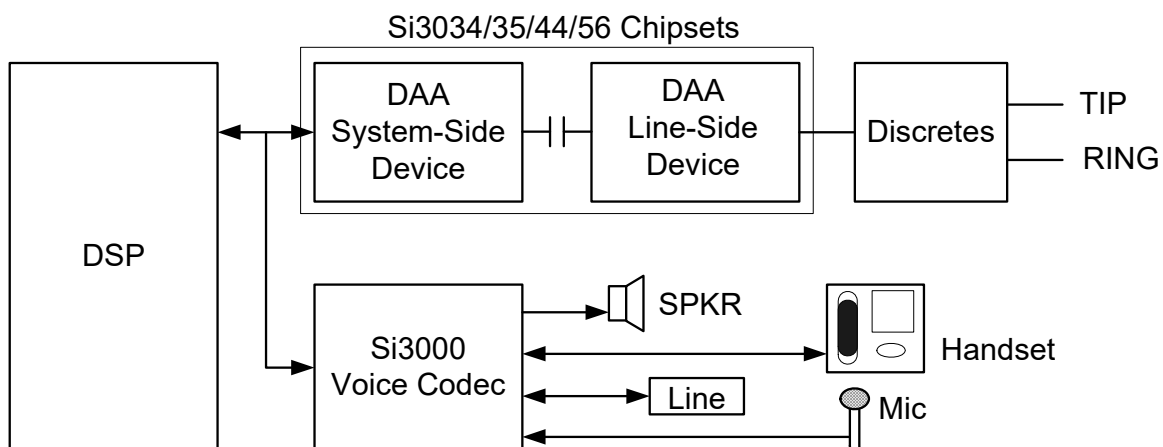 Si3034/35/44/56 Chipsets
DSP
DAA
System-Side
Device
DAA
Line-Side
Device
Discretes
TIP
RING
Si3000
Voice Codec
SPKR
Handset
Line
Mic